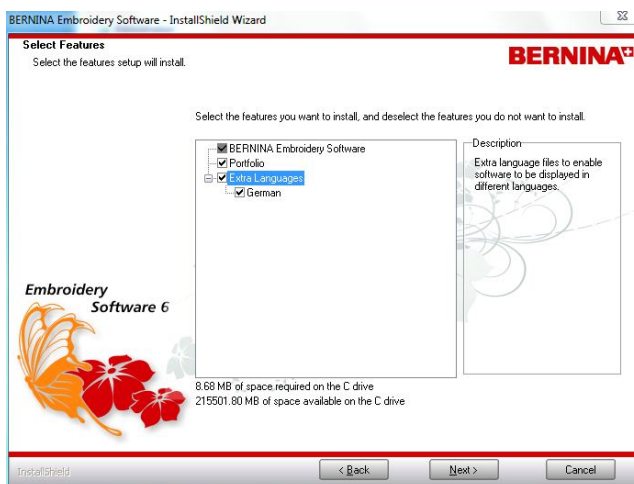 BERNINA Embroidery Software - InstallShield Wizard
Select Features
Select the features setup will install.
BERNINA
Select the features you want to install, and deselect the features you do not want to install.
BERNINA Embroidery Software
Portfolio
Extra Languages
German
Description
Extra language files to enable
software to be displayed in
different languages.
Embroidery
Software 6
8.68 MB of space required on the C drive
215501.80 MB of space available on the C drive
InstallShield
< Back
Next >
Cancel